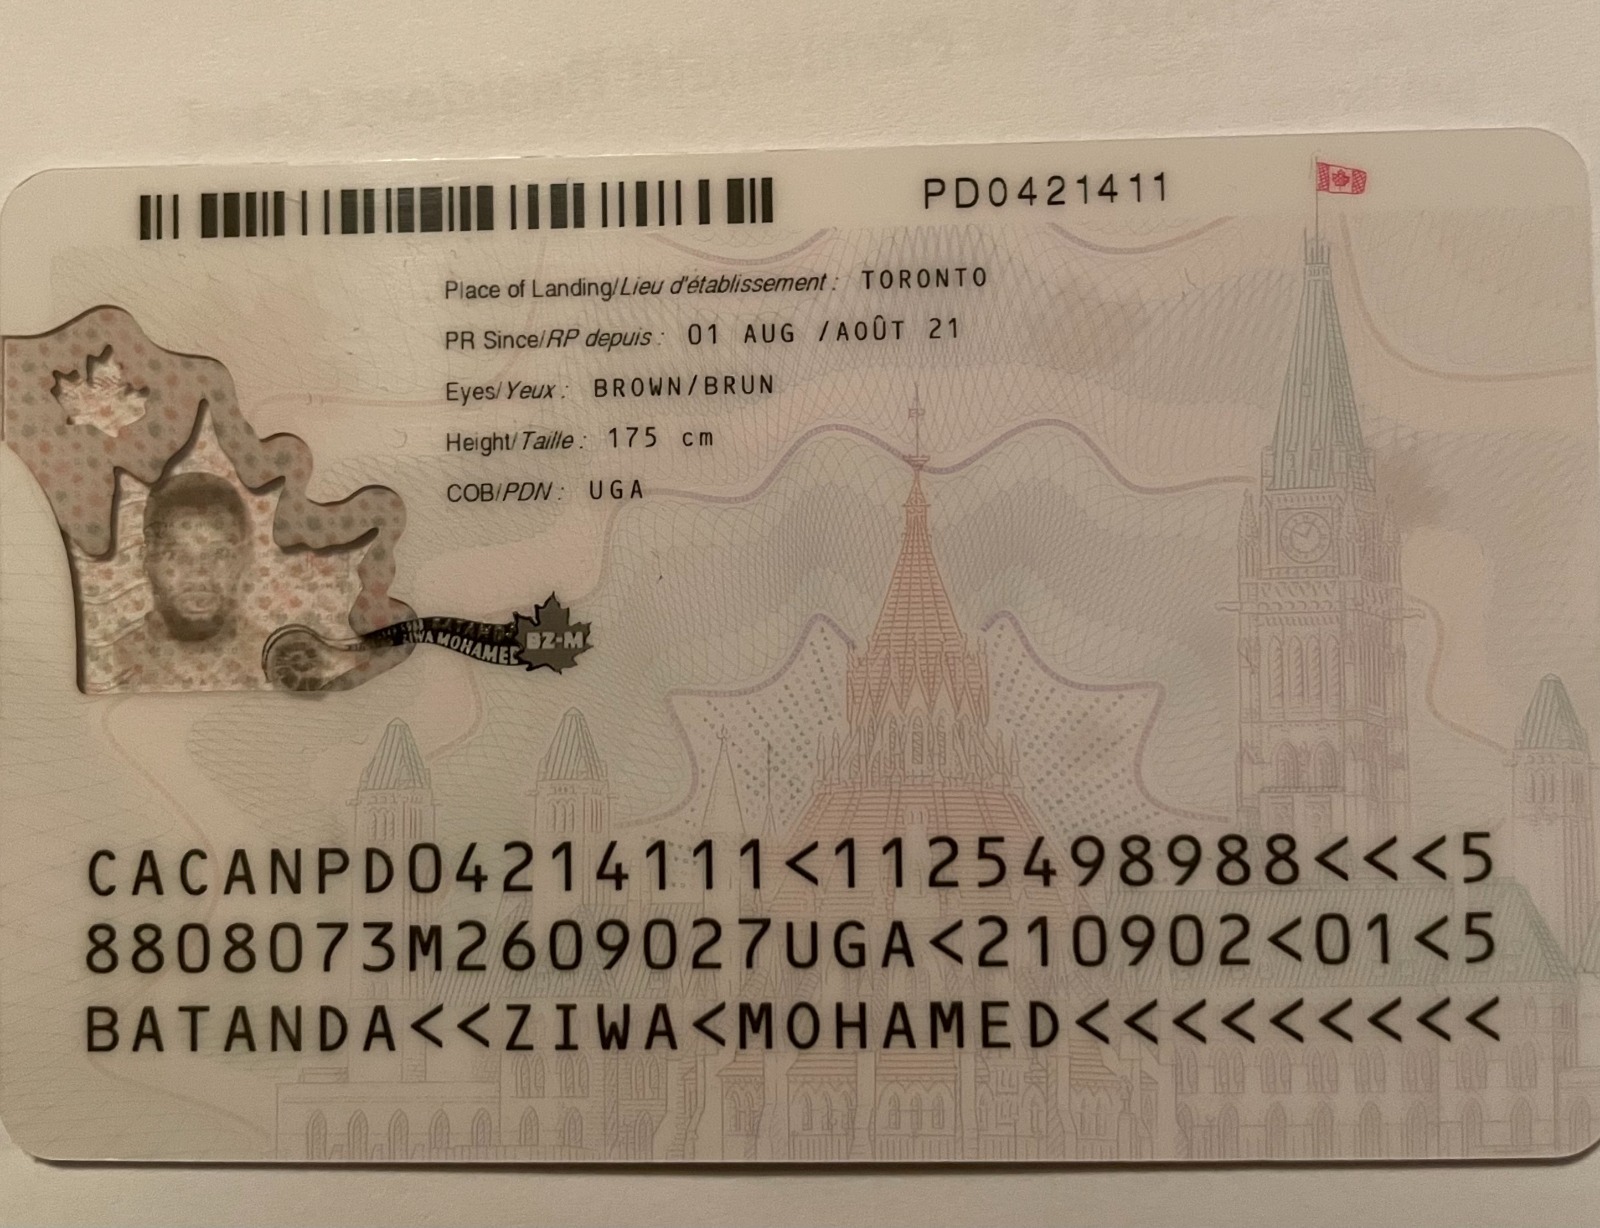 PD0421411
Place of Landing/Lieu d'établissement : TORONTO
PR Since/RP depuis : 01 AUG /AOÛT 21
Eyes/Yeux : BROWN/BRUN
Height/Taille : 175 cm
COB/PDN : UGA
ZIWA MOHAMED
BZ-M
CACANPD04214111<1125498988<<<5
8808073M2609027UGA<210902<01<5
BATANDA<<ZIWA<MOHAMED<<<<<<<<<